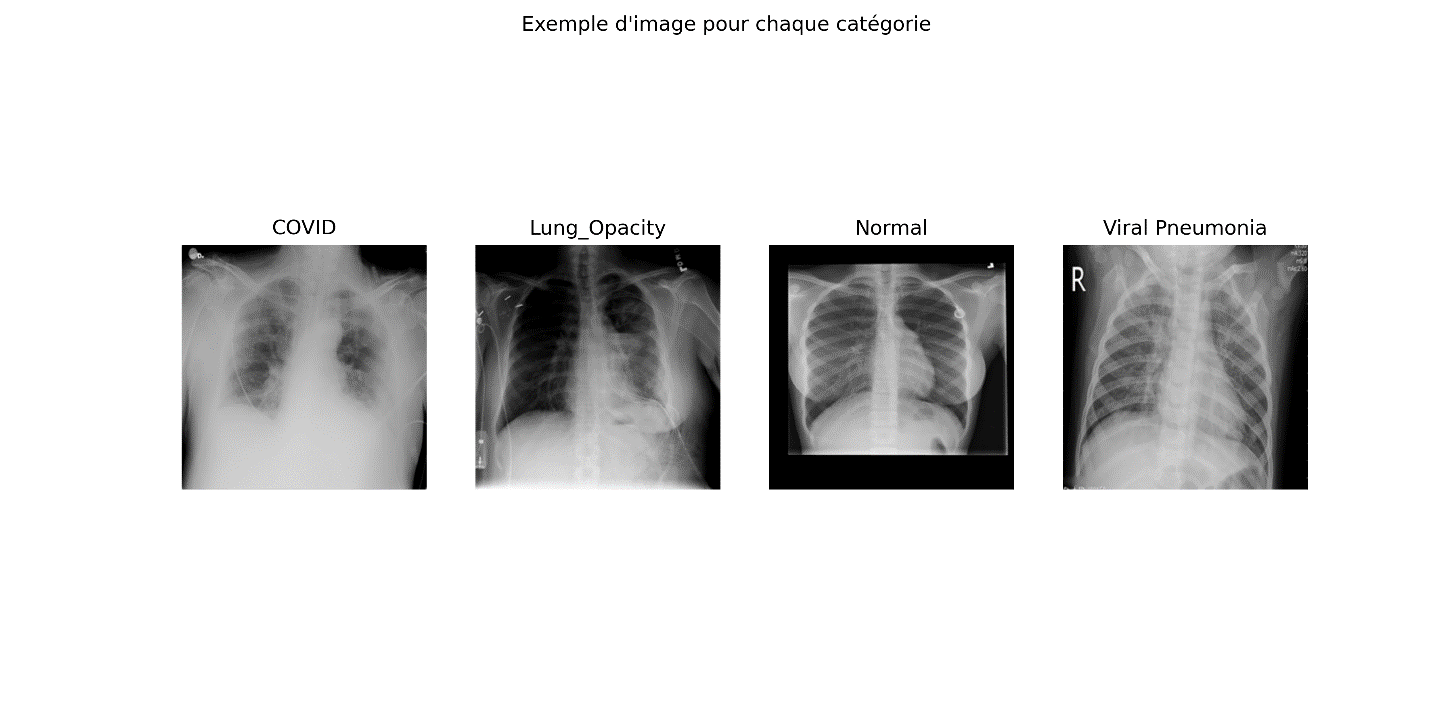 Exemple d'image pour chaque catégorie
COVID
Lung_Opacity
Normal
Viral Pneumonia
R